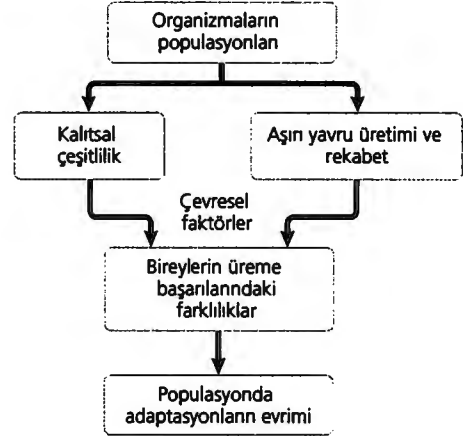 Organizmaların
populasyonları
Kalıtsal
çeşitlilik
Aşırı yavru üretimi ve
rekabet
Çevresel
faktörler
Bireylerin üreme
başarılarındaki
farklılıklar
Populasyonda
adaptasyonların evrimi